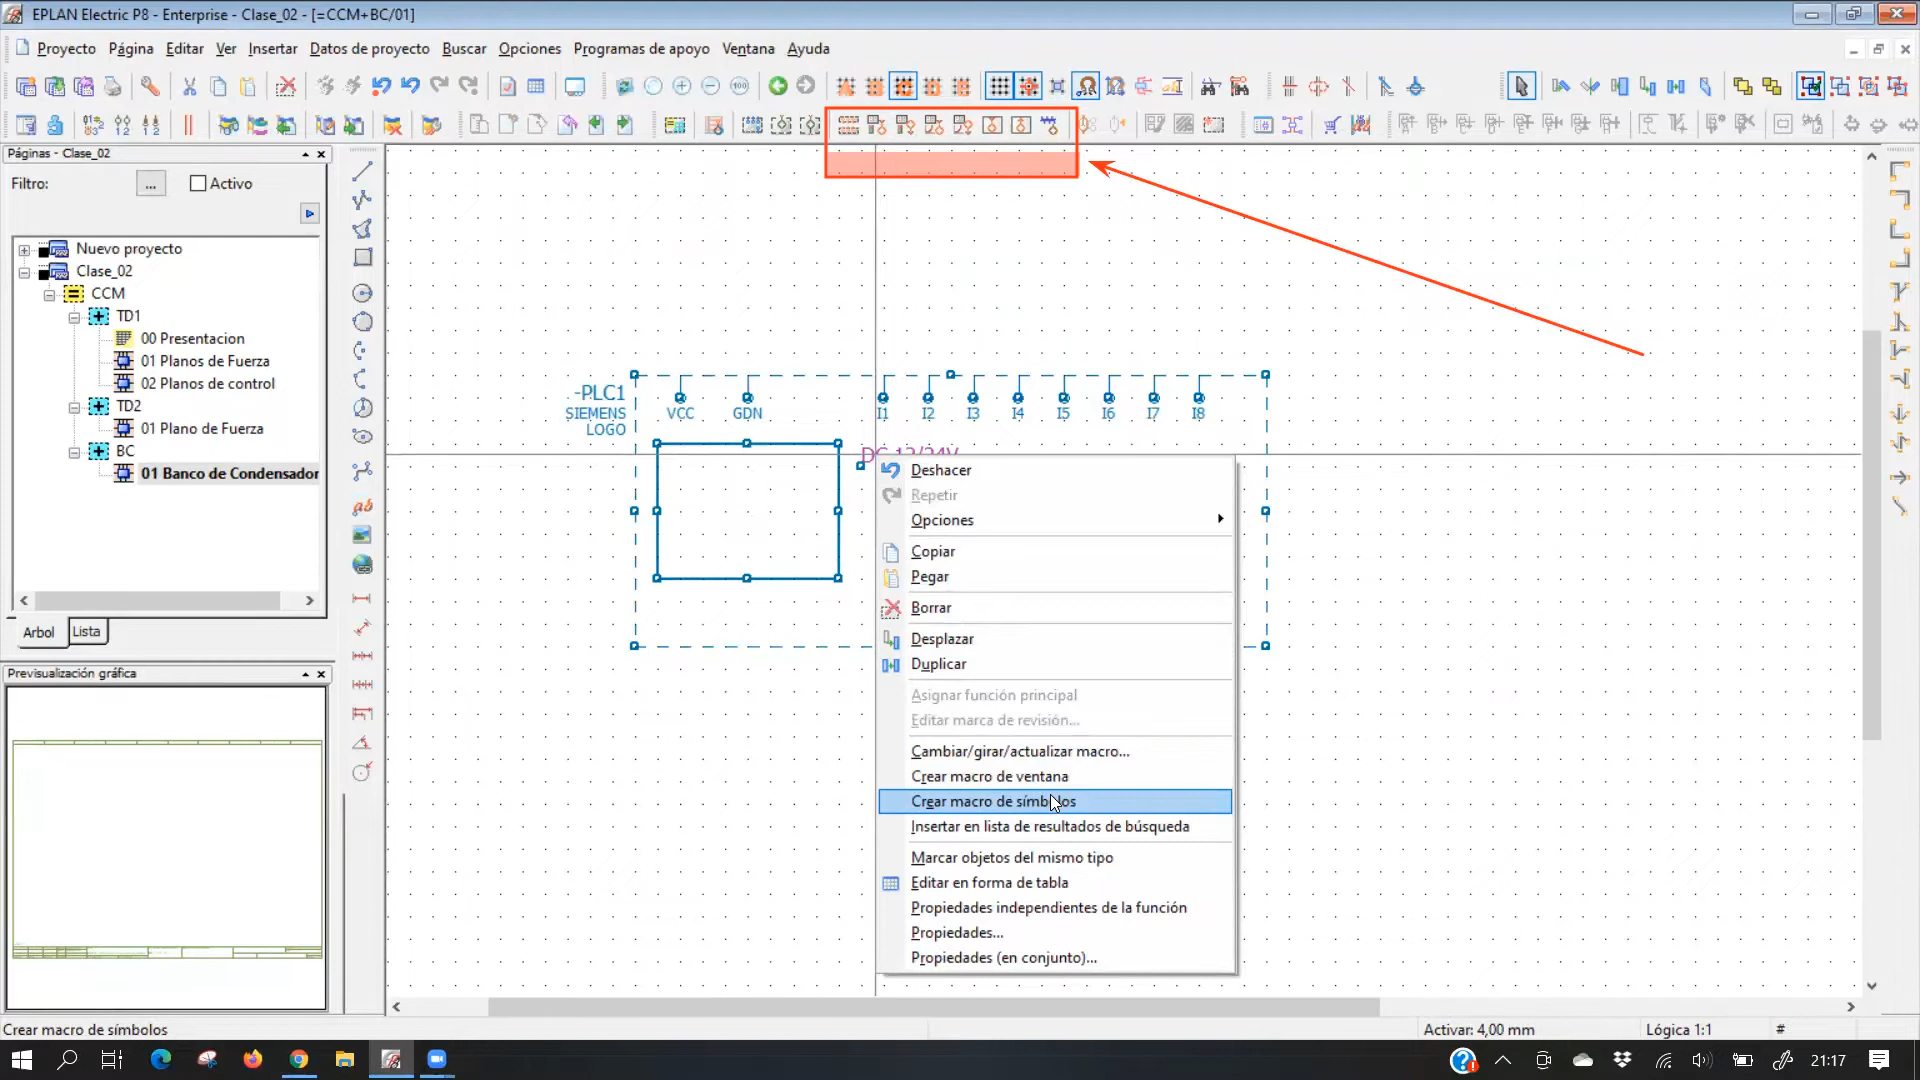 EPLAN Electric P8 - Enterprise - Clase_02 - [=CCM+BC/01]
Proyecto Página Editar Ver Insertar Datos de proyecto Buscar Opciones Programas de apoyo Ventana Ayuda
100
Páginas - Clase_02
Filtro:
...
Activo
Nuevo proyecto
Clase_02
CCM
TD1
00 Presentacion
01 Planos de Fuerza
02 Planos de control
TD2
01 Plano de Fuerza
BC
01 Banco de Condensador
Arbol Lista
Previsualización gráfica
ab
-PLC1
SIEMENS
LOGO
VCC GDN I1 I2 I3 I4 I5 I6 I7 I8
DC 12/24V
Deshacer
Repetir
Opciones
Copiar
Pegar
Borrar
Desplazar
Duplicar
Asignar función principal
Editar marca de revisión...
Cambiar/girar/actualizar macro...
Crear macro de ventana
Crear macro de símbolos
Insertar en lista de resultados de búsqueda
Marcar objetos del mismo tipo
Editar en forma de tabla
Propiedades independientes de la función
Propiedades...
Propiedades (en conjunto)...
Crear macro de símbolos
Activar: 4,00 mm
Lógica 1:1
#
21:17